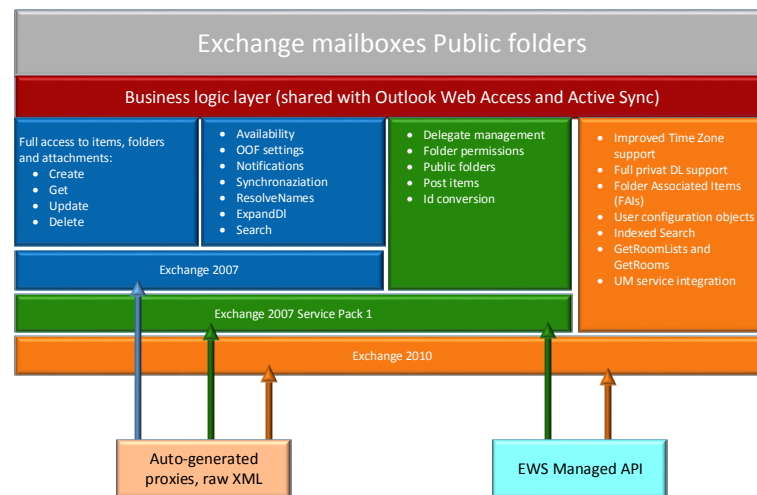 Exchange mailboxes Public folders
Business logic layer (shared with Outlook Web Access and Active Sync)
Full access to items, folders
and attachments:
• Create
• Get
• Update
• Delete
• Availability
• OOF settings
• Notifications
• Synchronaziation
• ResolveNames
• ExpandDl
• Search
• Delegate management
• Folder permissions
• Public folders
• Post items
• Id conversion
• Improved Time Zone
support
• Full privat DL support
• Folder Associated Items
(FAIs)
• User configuration objects
• Indexed Search
• GetRoomLists and
GetRooms
• UM service integration
Exchange 2007
Exchange 2007 Service Pack 1
Exchange 2010
Auto-generated
proxies, raw XML
EWS Managed API